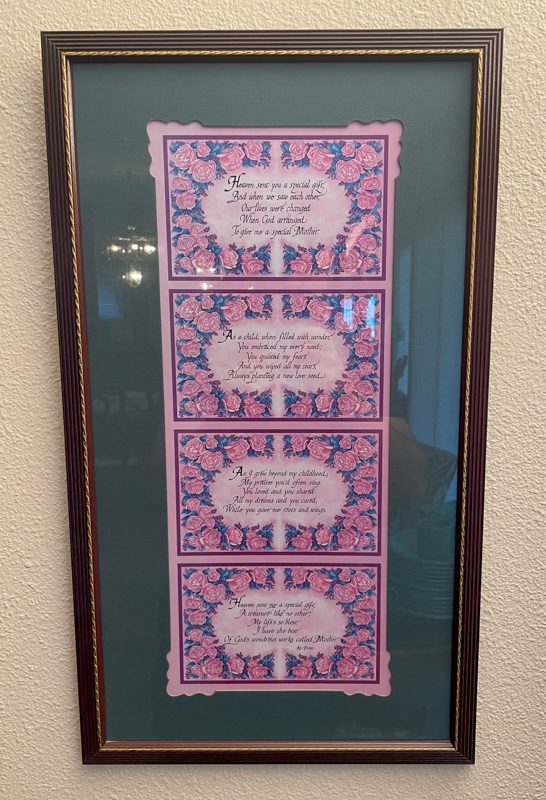 Heaven sent you a special gift,
And when we saw each other,
Our lives were changed
When God arranged
To give me a special Mother.
As a child, when filled with wonder,
You embraced my every need;
You quieted my fears
And you wiped all my tears,
Always planting a new love seed.
As I grew beyond my childhood,
My praises you'd often sing.
You loved and you shared
All my dreams and you cared,
While you gave me roots and wings.
Heaven sent me a special gift,
A treasure like no other;
My life's so blest;
I have the best
Of God's wondrous works called Mother.